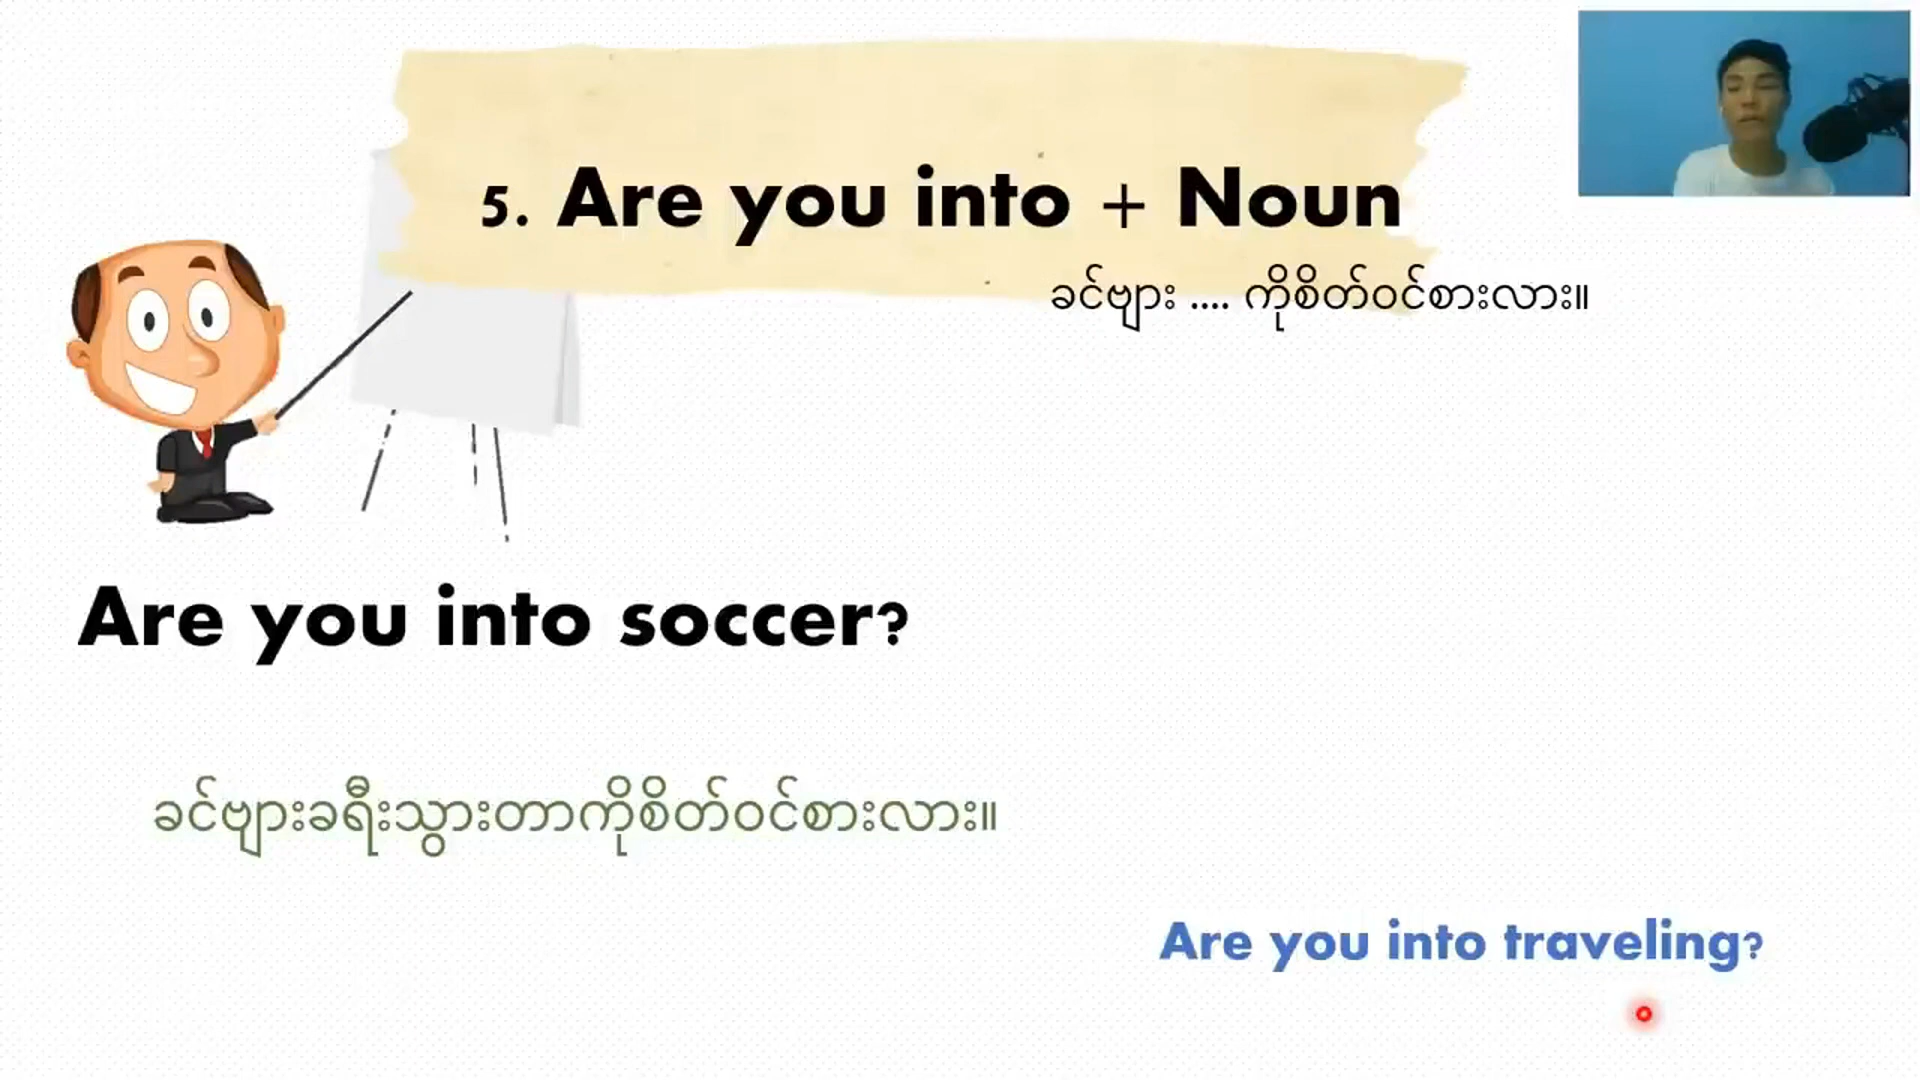 5. Are you into + Noun
ခင်ဗျား .... ကိုစိတ်ဝင်စားလား။
Are you into soccer?
ခင်ဗျားခရီးသွားတာကိုစိတ်ဝင်စားလား။
Are you into traveling?